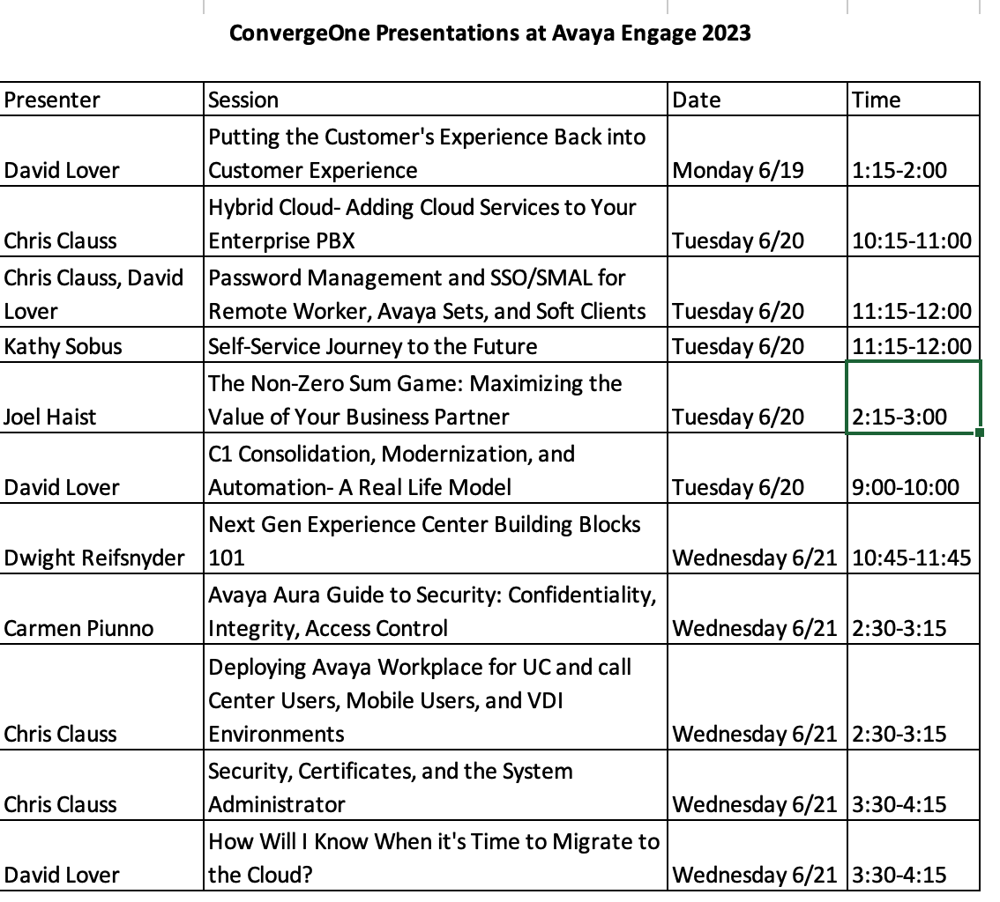 ConvergeOne Presentations at Avaya Engage 2023
Presenter Session Date Time
Putting the Customer's Experience Back into
David Lover Customer Experience Monday 6/19 1:15-2:00
Hybrid Cloud- Adding Cloud Services to Your
Chris Clauss Enterprise PBX Tuesday 6/20 10:15-11:00
Chris Clauss, David Password Management and SSO/SMAL for
Lover Remote Worker, Avaya Sets, and Soft Clients Tuesday 6/20 11:15-12:00
Kathy Sobus Self-Service Journey to the Future Tuesday 6/20 11:15-12:00
The Non-Zero Sum Game: Maximizing the
Joel Haist Value of Your Business Partner Tuesday 6/20 2:15-3:00
C1 Consolidation, Modernization, and
David Lover Automation- A Real Life Model Tuesday 6/20 9:00-10:00
Next Gen Experience Center Building Blocks
Dwight Reifsnyder 101 Wednesday 6/21 10:45-11:45
Avaya Aura Guide to Security: Confidentiality,
Carmen Piunno Integrity, Access Control Wednesday 6/21 2:30-3:15
Deploying Avaya Workplace for UC and call
Center Users, Mobile Users, and VDI
Chris Clauss Environments Wednesday 6/21 2:30-3:15
Security, Certificates, and the System
Chris Clauss Administrator Wednesday 6/21 3:30-4:15
How Will I Know When it's Time to Migrate to
David Lover the Cloud? Wednesday 6/21 3:30-4:15